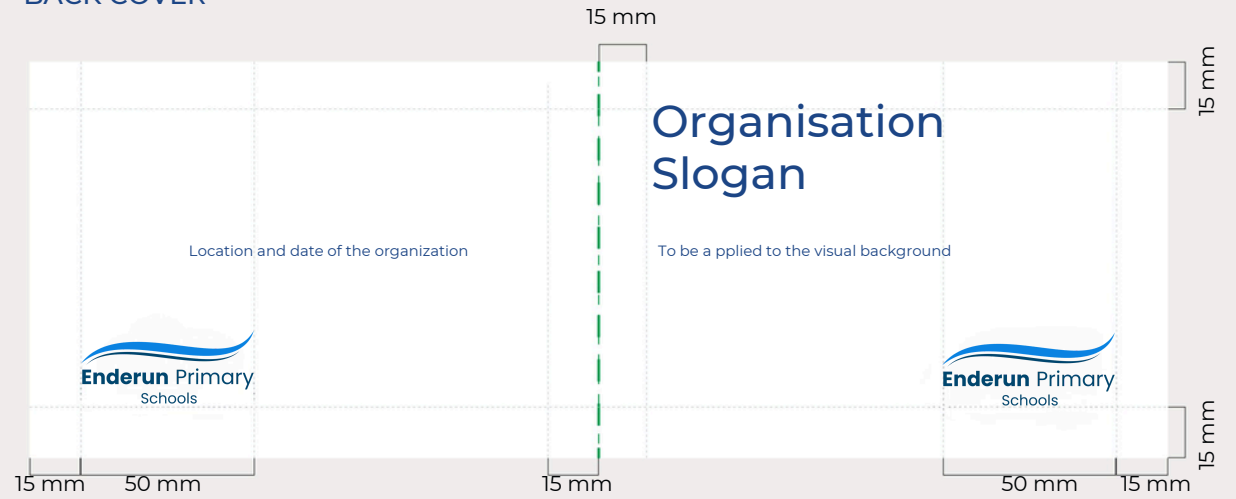 BACK COVER
15 mm
15 mm
Organisation
Slogan
Location and date of the organization
To be a pplied to the visual background
Enderun Primary
Schools
Enderun Primary
Schools
15 mm
15 mm
50 mm
15 mm
50 mm
15 mm